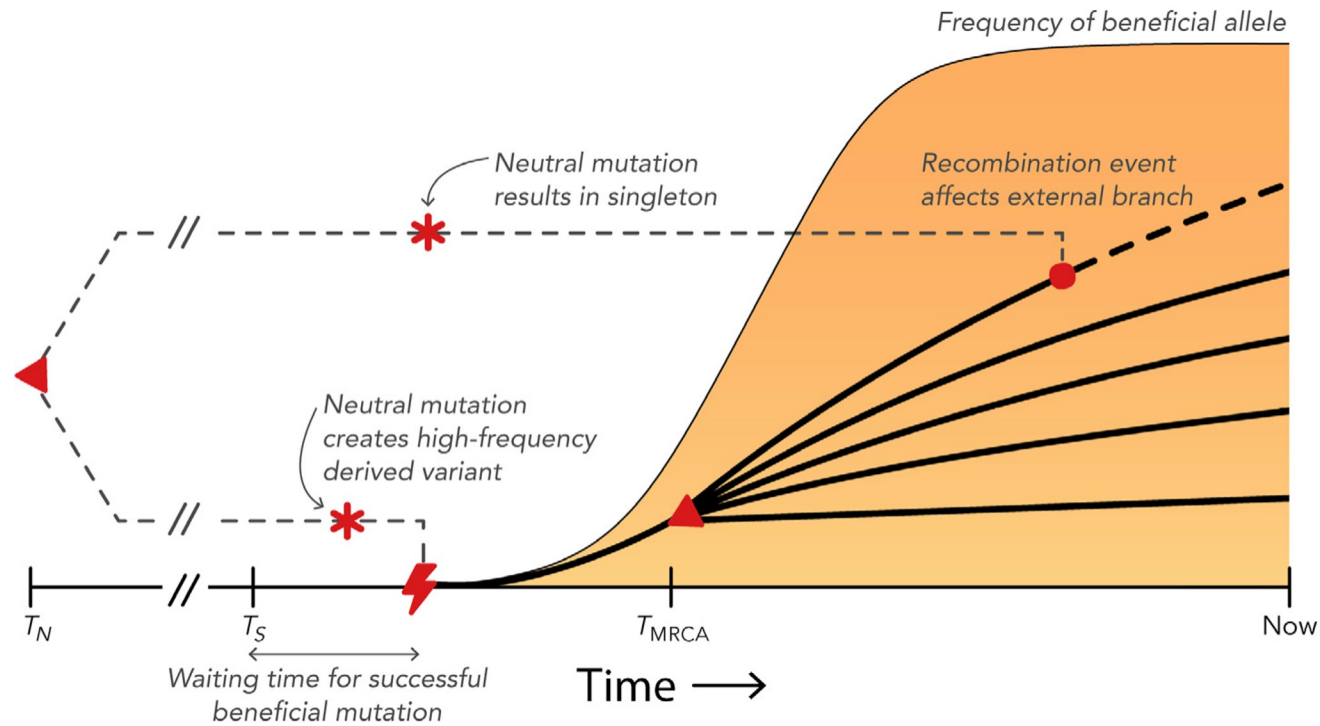 Frequency of beneficial allele
Neutral mutation
results in singleton
Recombination event
affects external branch
Neutral mutation
creates high-frequency
derived variant
T_N
T_S
T_MRCA
Now
Waiting time for successful
beneficial mutation
Time